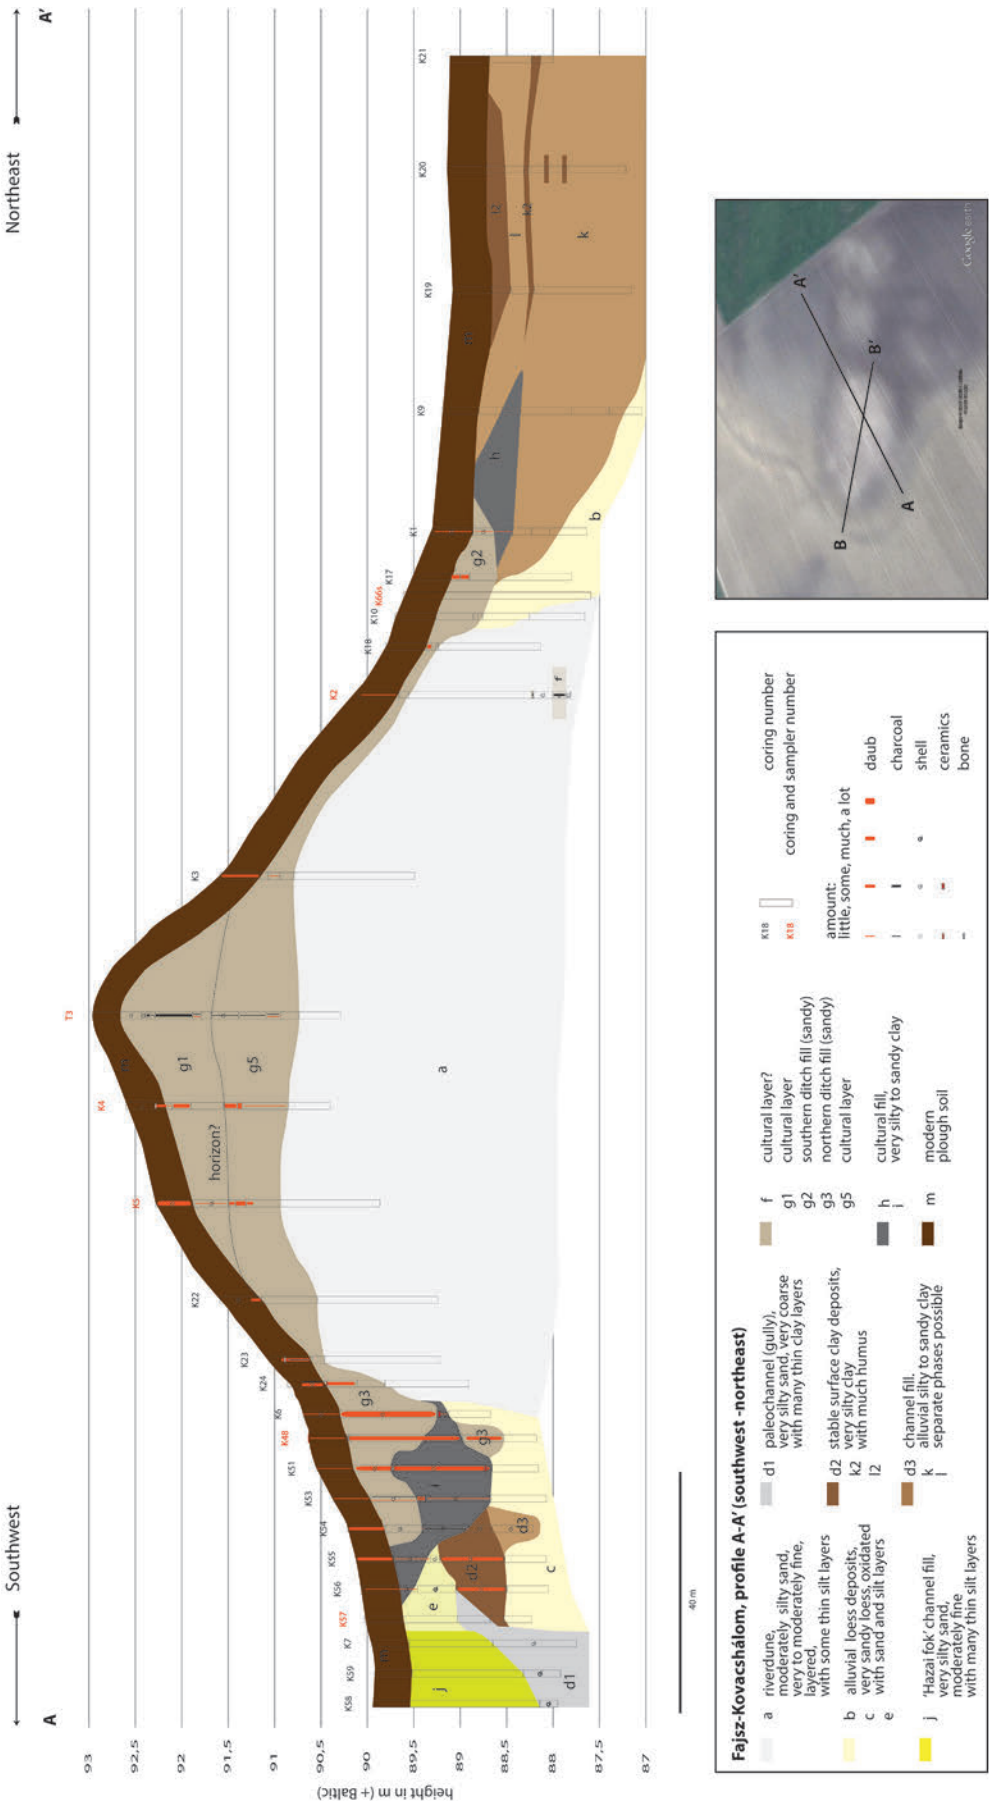 Southwest
Northeast
A
A'
height in m (+ Baltic)
93
92.5
92
91.5
91
90.5
90
89.5
89
88.5
88
87.5
87
K58
K59
K7
K57
K56
K55
K54
K53
K51
K48
K6
K24
K23
K22
K5
K4
T3
K3
K2
K18
K10
K66s
K17
K1
K9
K19
K20
K21
g1
g5
horizon?
a
g3
g3
e
d2
d3
c
j
d1
f
g2
h
b
l2
l
k2
k
40 m
Fajsz-Kovacshálom, profile A-A' (southwest -northeast)
a riverdune,
moderately silty sand,
very to moderately fine,
layered,
with some thin silt layers
b alluvial loess deposits,
c very sandy loess, oxidated
e with sand and silt layers
j 'Hazai fok' channel fill,
very silty sand,
moderately fine
with many thin silt layers
d1 paleochannel (gully),
very silty sand, very coarse
with many thin clay layers
d2 stable surface clay deposits,
k2 very silty clay
l2 with much humus
d3 channel fill,
k alluvial silty to sandy clay
l separate phases possible
f cultural layer?
g1 cultural layer
g2 southern ditch fill (sandy)
g3 northern ditch fill (sandy)
g5 cultural layer
h cultural fill,
i very silty to sandy clay
m modern
plough soil
K18 coring number
K18 coring and sampler number
amount:
little, some, much, a lot
daub
charcoal
shell
ceramics
bone
A
A'
B
B'
Google earth